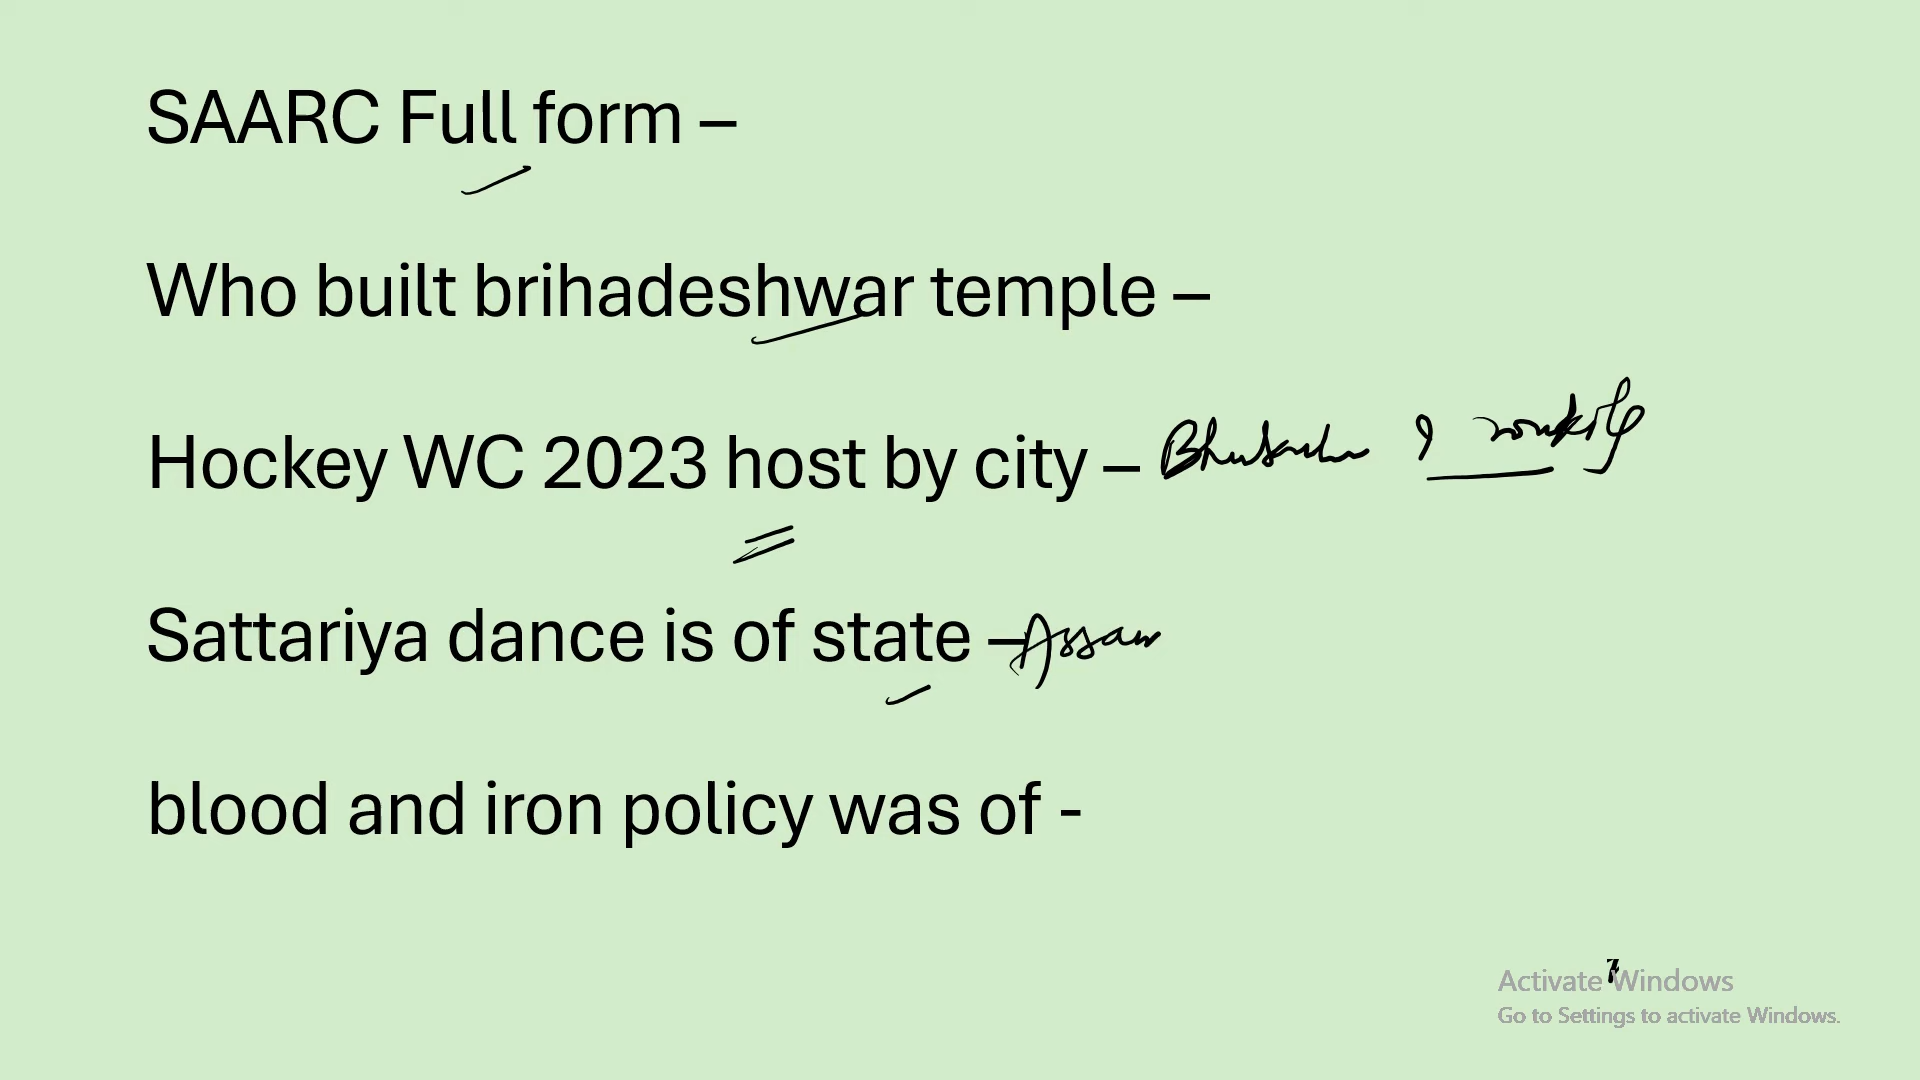 SAARC Full form –
Who built brihadeshwar temple –
Hockey WC 2023 host by city –
Sattariya dance is of state – Assam
blood and iron policy was of -
Activate Windows
Go to Settings to activate Windows.